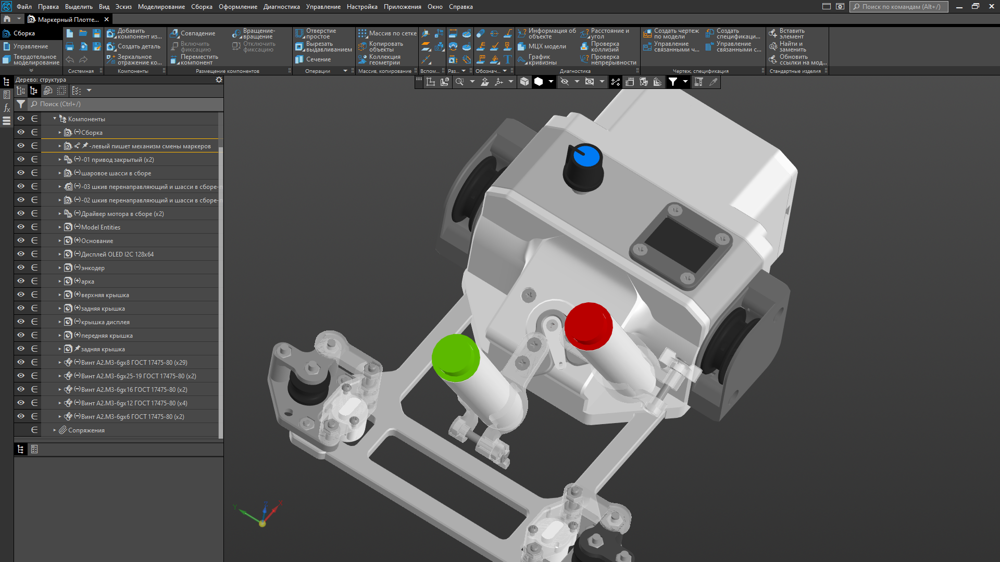 Файл Правка Выделить Вид Эскиз Моделирование Сборка Оформление Диагностика Управление Настройка Приложения Окно Справка
Поиск по командам (Alt+/)
Маркерный Плотте...
Сборка
Управление
Твердотельное
моделирование
Системная
Добавить
компонент из...
Создать деталь
Зеркальное
отражение ко...
Компоненты
Совпадение
Включить
фиксацию
Переместить
компонент
Вращение-
вращение
Отключить
фиксацию
Размещение компонентов
Отверстие
простое
Вырезать
выдавливанием
Сечение
Операции
Массив по сетке
Копировать
объекты
Коллекция
геометрии
Массив, копирование
Вспом...
Раз...
Обознач...
Информация об
объекте
МЦХ модели
График
кривизны
Расстояние и
угол
Проверка
коллизий
Проверка
непрерывности
Диагностика
Создать чертеж
по модели
Управление
связанными ч...
Создать
спецификаци...
Управление
связанными с...
Чертеж, спецификация
Вставить
элемент
Найти и
заменить
Обновить
ссылки на мод...
Стандартные изделия
Дерево: структура
Поиск (Ctrl+/)
Компоненты
(-)Сборка
-левый пишет механизм смены маркеров
(-)-01 привод закрытый (x2)
(-)шаровое шасси в сборе
(-)-03 шкив перенаправляющий и шасси в сборе-
(-)-02 шкив перенаправляющий и шасси в сборе-
(-)Драйвер мотора в сборе (x2)
(-)Model Entities
(+)Основание
(-)Дисплей OLED I2C 128x64
(-)энкодер
(+)арка
(+)верхняя крышка
(+)задняя крышка
(-)крышка дисплея
(+)передняя крышка
задняя крышка
(-)Винт А2.М3-6gx8 ГОСТ 17475-80 (x29)
(-)Винт А2.М3-6gx25-19 ГОСТ 17475-80 (x2)
(-)Винт А2.М3-6gx16 ГОСТ 17475-80 (x2)
(-)Винт А2.М3-6gx12 ГОСТ 17475-80 (x4)
(-)Винт А2.М3-6gx6 ГОСТ 17475-80 (x2)
Сопряжения
Y Z X